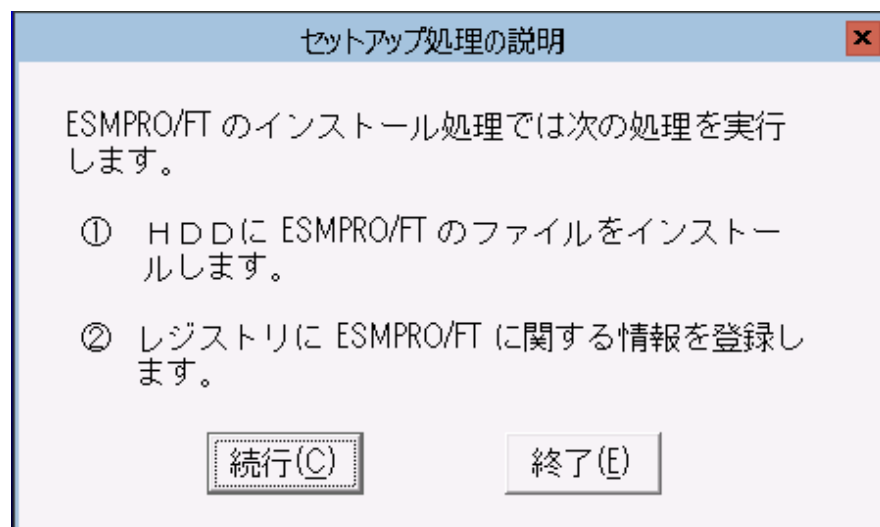 セットアップ処理の説明
ESMPRO/FT のインストール処理では次の処理を実行
します。
① ＨＤＤに ESMPRO/FT のファイルをインストー
ルします。
② レジストリに ESMPRO/FT に関する情報を登録し
ます。
続行(C) 終了(E)